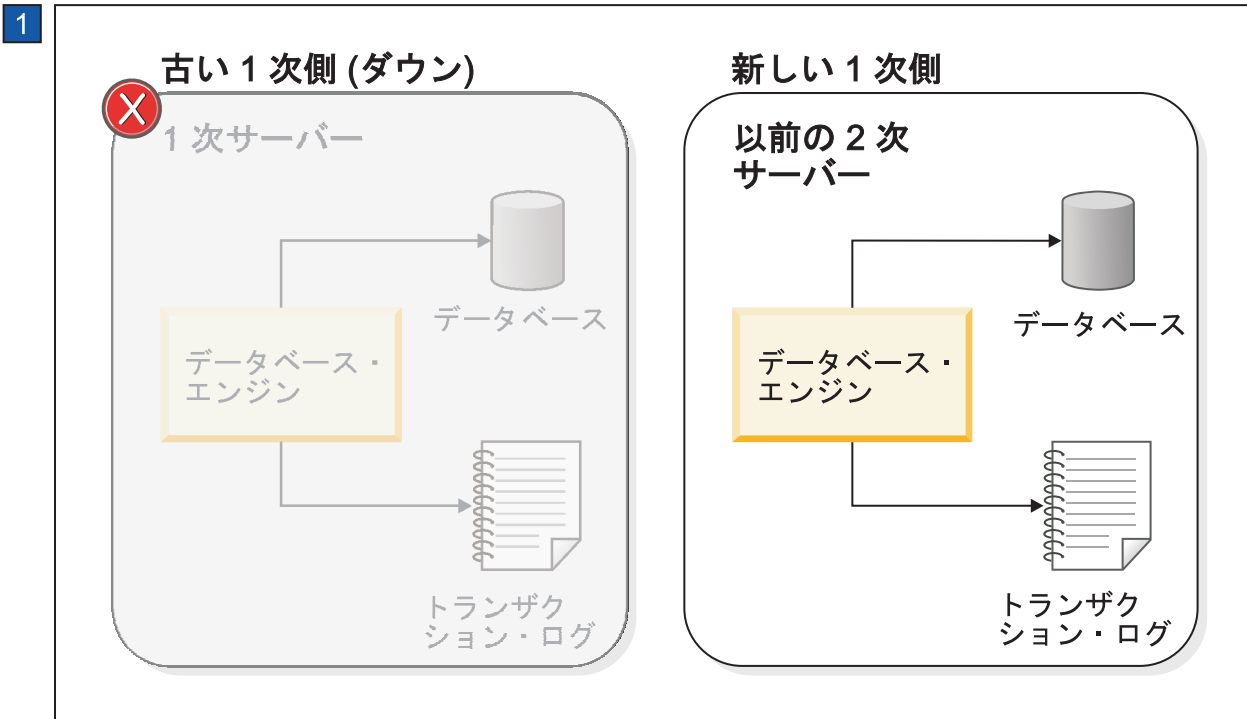 1
古い 1 次側 (ダウン)
1 次サーバー
データベース
データベース・
エンジン
トランザク
ション・ログ
新しい 1 次側
以前の 2 次
サーバー
データベース
データベース・
エンジン
トランザク
ション・ログ